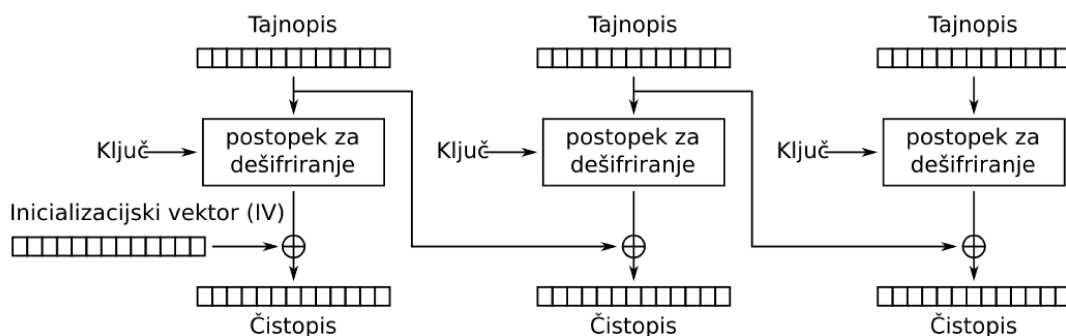 Tajnopis
Tajnopis
Tajnopis
Ključ
postopek za
dešifriranje
Ključ
postopek za
dešifriranje
Ključ
postopek za
dešifriranje
Inicializacijski vektor (IV)
Čistopis
Čistopis
Čistopis